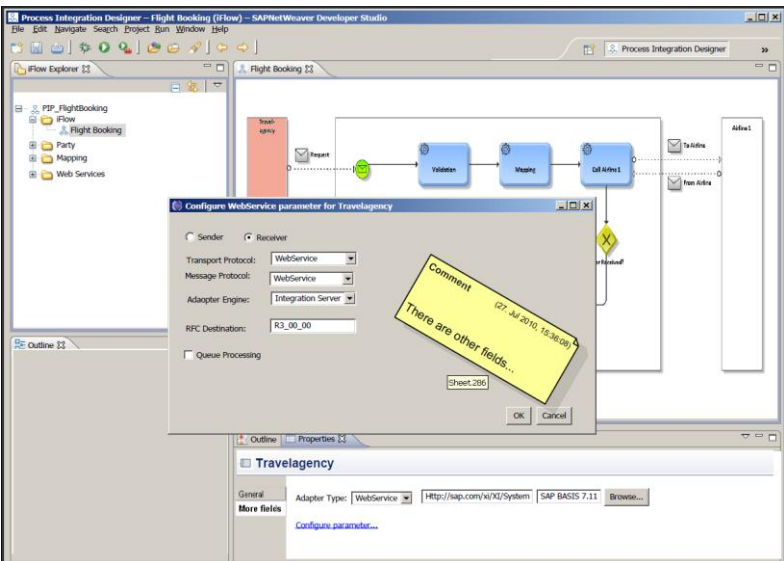 Process Integration Designer – Flight Booking (iFlow) – SAPNetWeaver Developer Studio
File Edit Navigate Search Project Run Window Help
Process Integration Designer
iFlow Explorer
Flight Booking
PIP_FlightBooking
iFlow
Flight Booking
Party
Mapping
Web Services
Travel-
agency
Request
Validation
Mapping
Call Airline 1
To Airline
from Airline
Airline1
Received?
Configure WebService parameter for Travelagency
Sender Receiver
Transport Protocol: WebService
Message Protocol: WebService
Adaopter Engine: Integration Server
RFC Destination: R3_00_00
Queue Processing
Comment
(27. Jul 2010, 15:36:08)
There are other fields...
Sheet.286
OK Cancel
Outline
Outline Properties
Travelagency
General
More fields
Adapter Type: WebService Http://sap.com/xi/XI/System SAP BASIS 7.11 Browse...
Configure parameter...